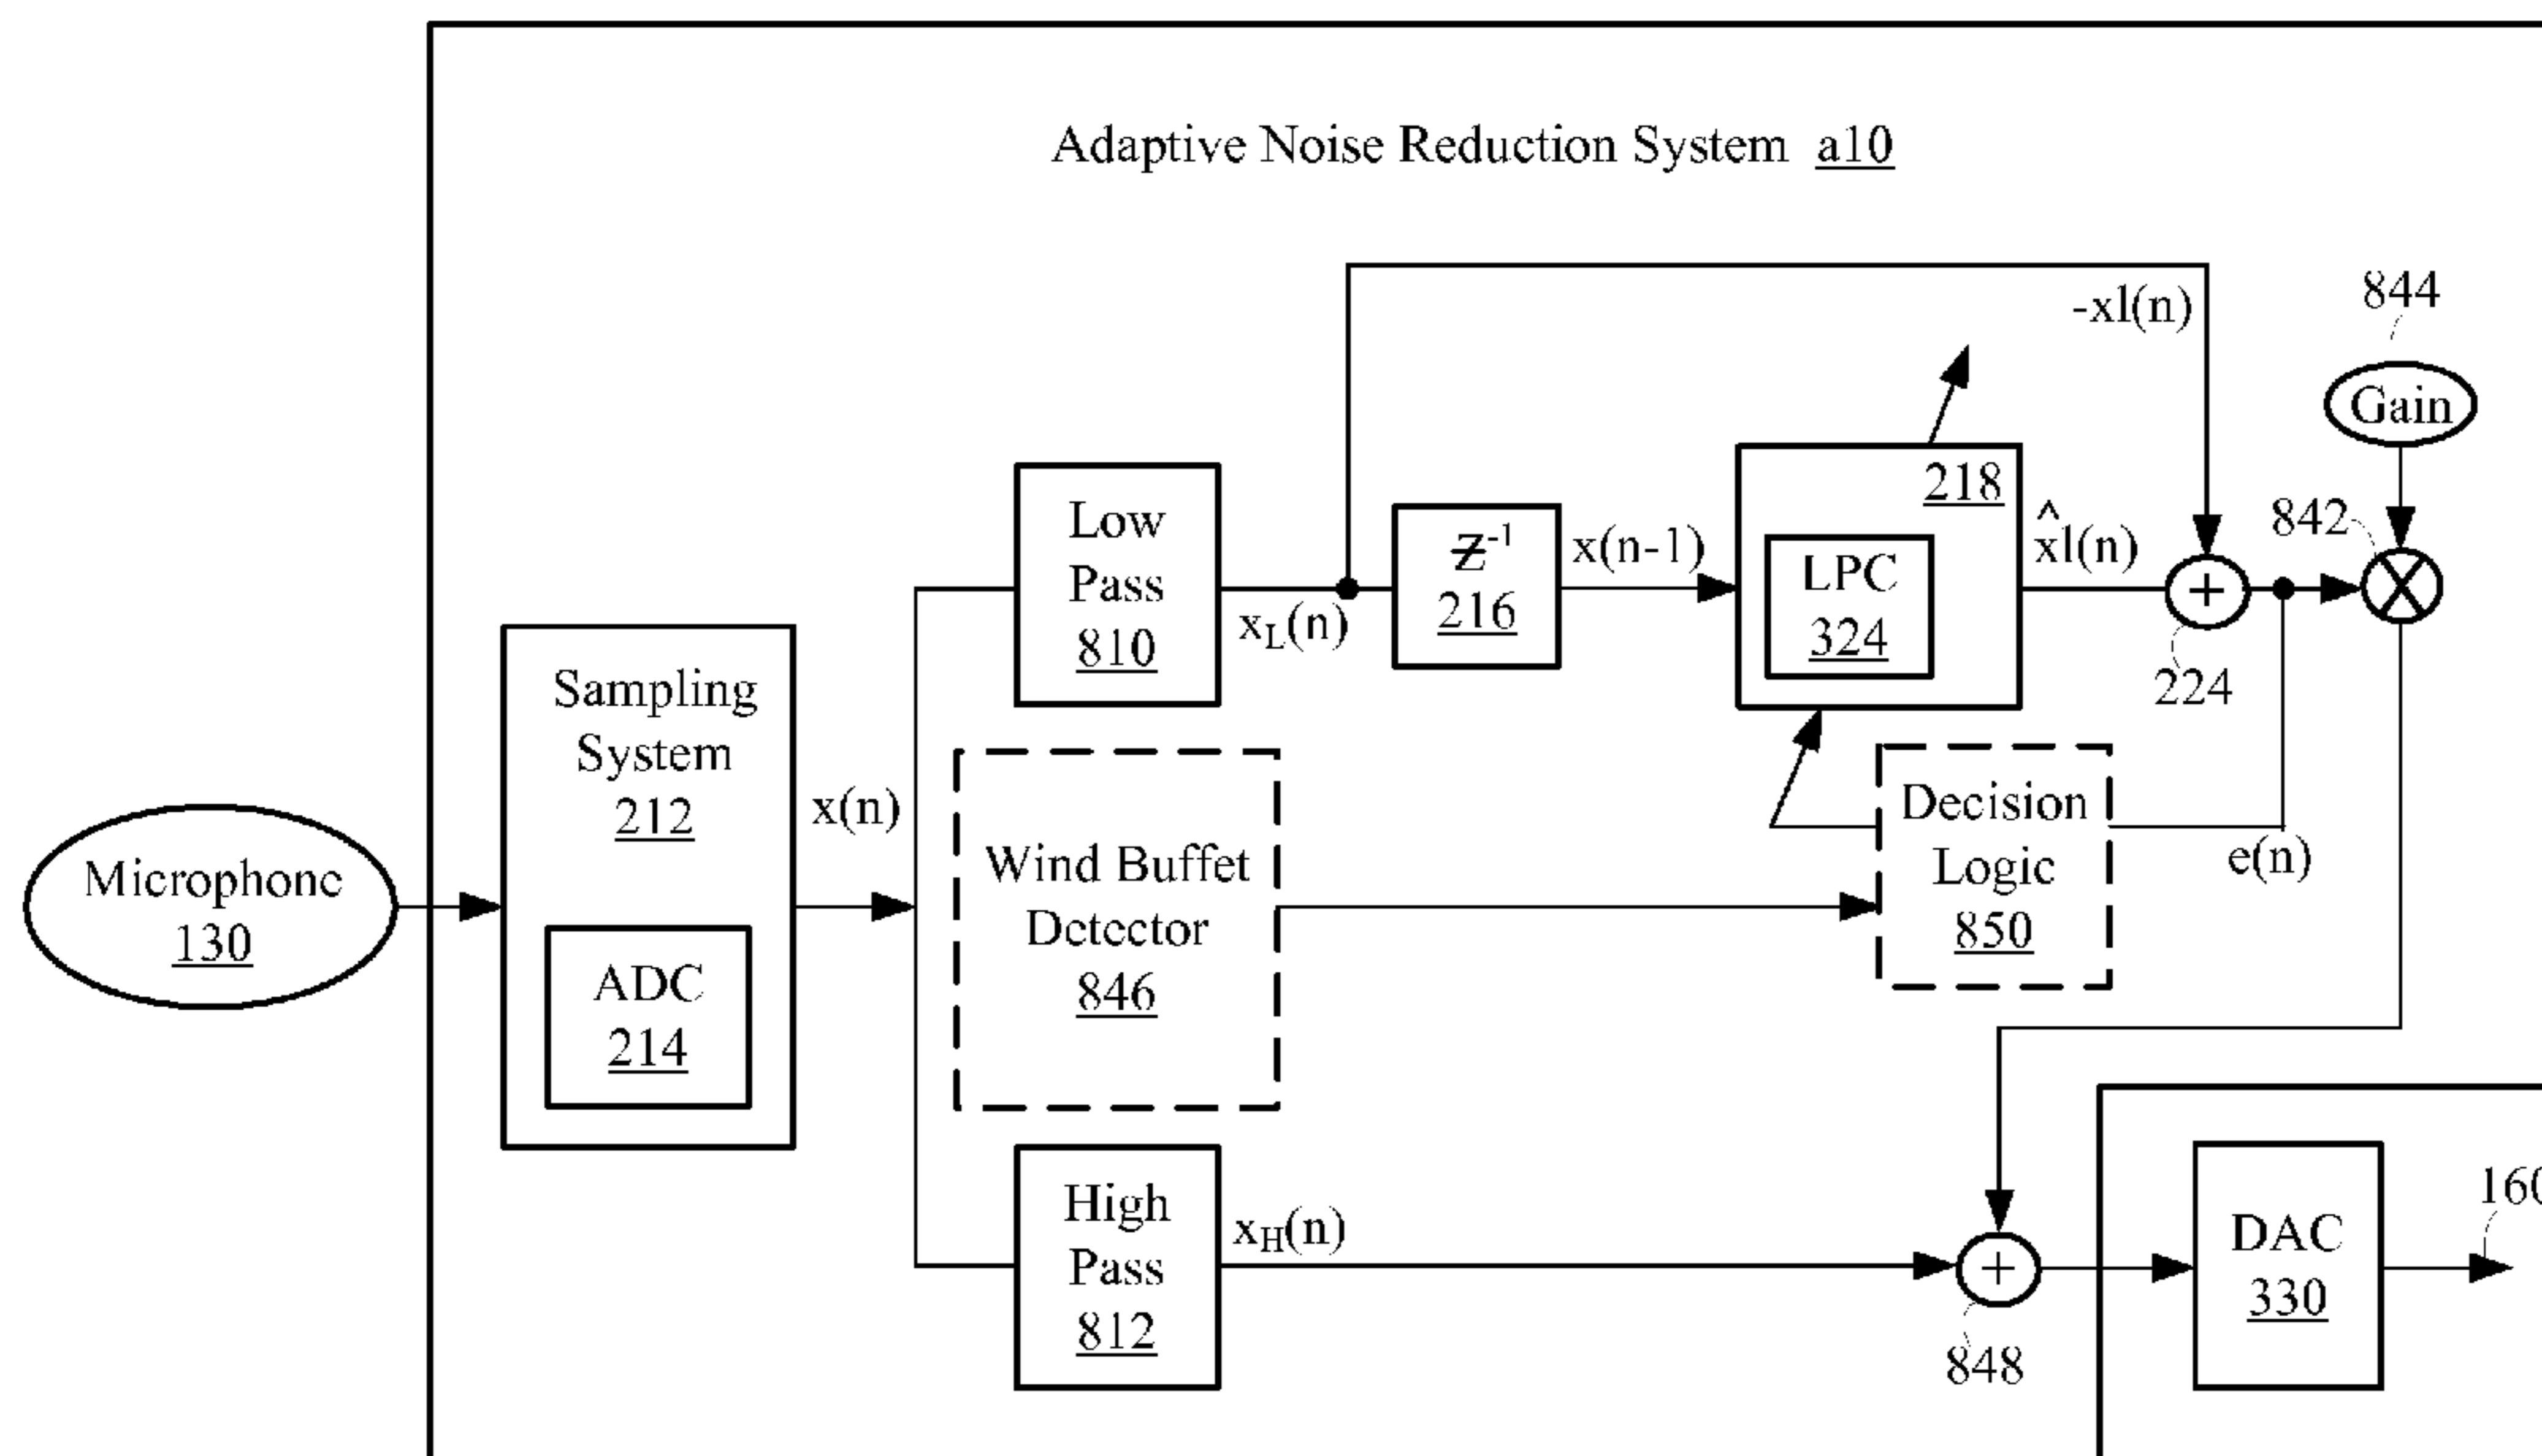 Adaptive Noise Reduction System a10
-xl(n)
844
Gain
Low
Pass
810
xL(n)
Z-1
216
x(n-1)
218
LPC
324
x̂l(n)
842
+
224
Sampling
System
212
ADC
214
x(n)
Microphone
130
Wind Buffet
Detector
846
Decision
Logic
850
e(n)
High
Pass
812
xH(n)
+
848
DAC
330
160